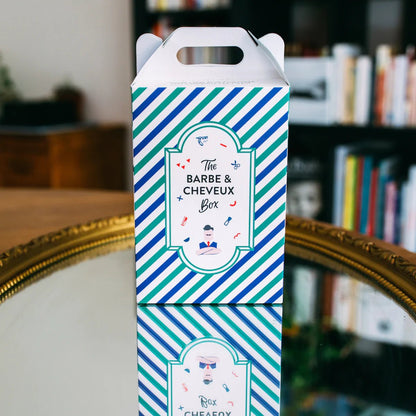 The
BARBE &
CHEVEUX
Box